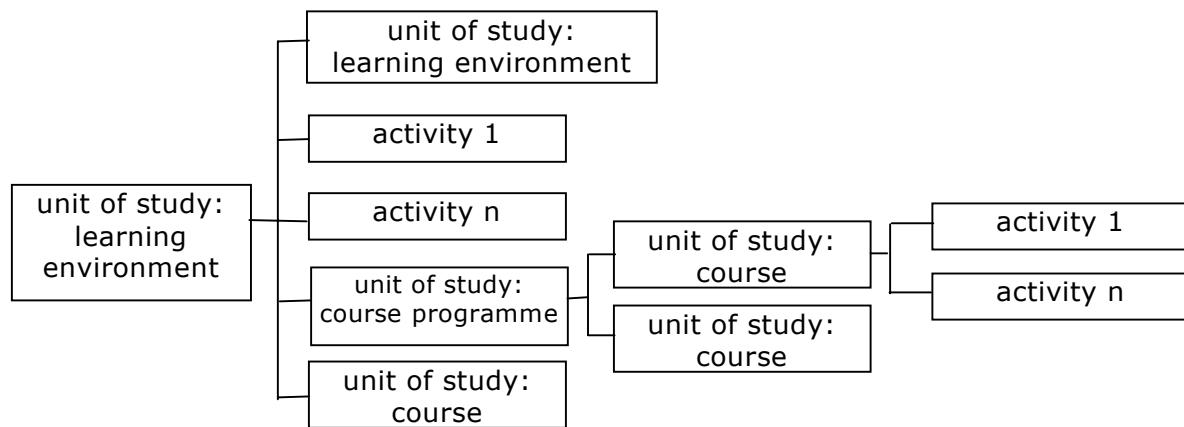 unit of study:
learning environment
activity 1
unit of study:
learning
environment
activity n
unit of study:
course programme
unit of study:
course
unit of study:
course
unit of study:
course
activity 1
activity n